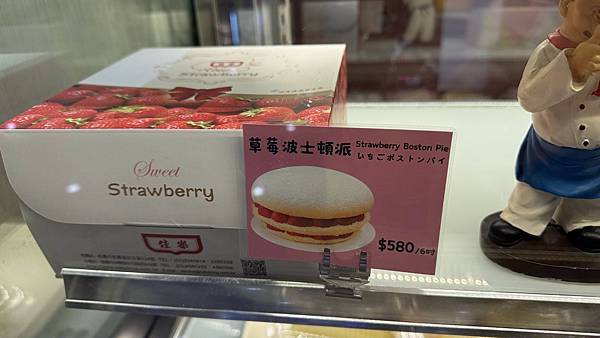 Strawberry
Sweet
Strawberry
佳樂
草莓波士頓派
Strawberry Boston Pie
いちごボストンパイ
$580/6吋